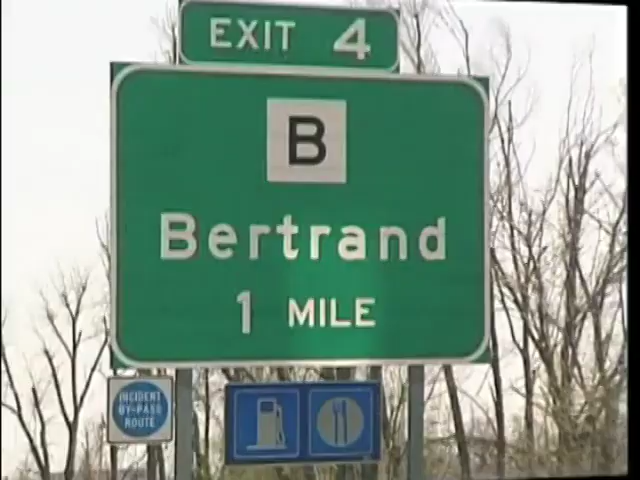 EXIT 4
B
Bertrand
1 MILE
INCIDENT
BY-PASS
ROUTE